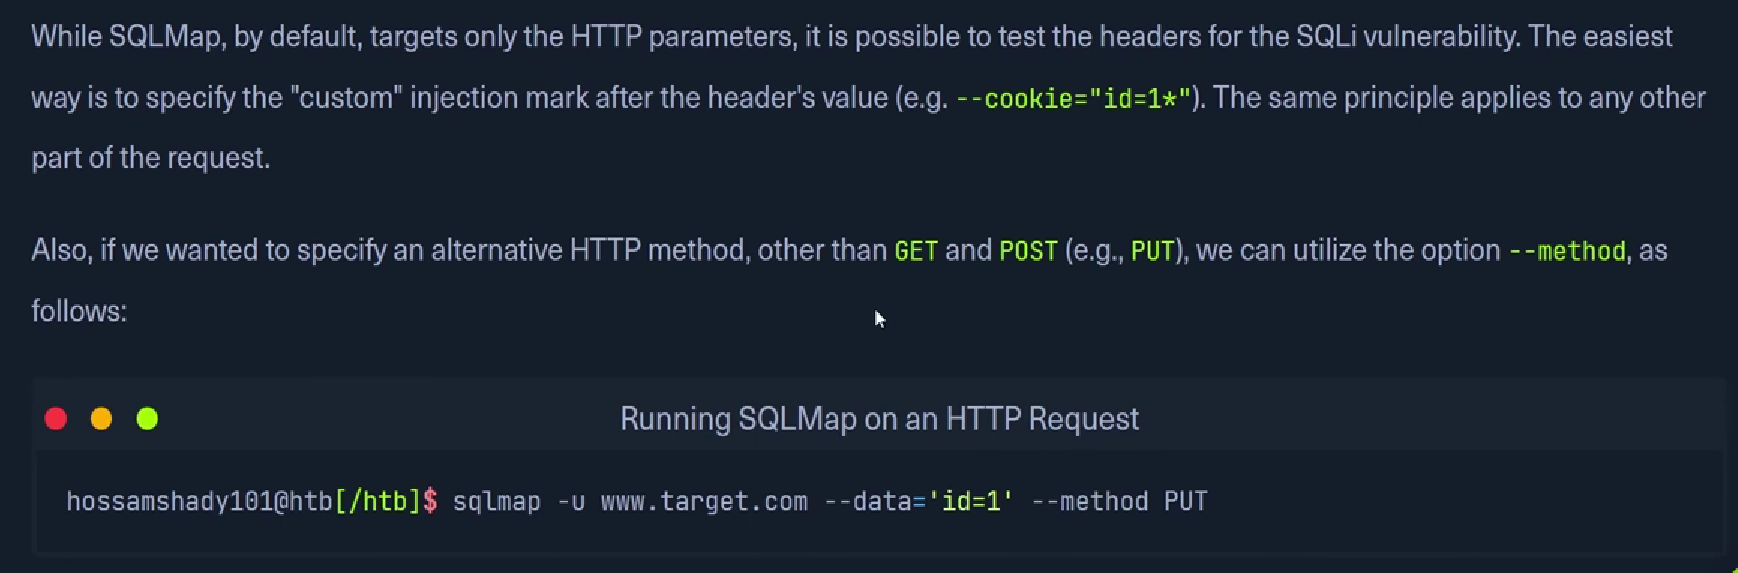 While SQLMap, by default, targets only the HTTP parameters, it is possible to test the headers for the SQLi vulnerability. The easiest
way is to specify the "custom" injection mark after the header's value (e.g. --cookie="id=1*"). The same principle applies to any other
part of the request.
Also, if we wanted to specify an alternative HTTP method, other than GET and POST (e.g., PUT), we can utilize the option --method, as
follows:
Running SQLMap on an HTTP Request
hossamshady101@htb[/htb]$ sqlmap -u www.target.com --data='id=1' --method PUT